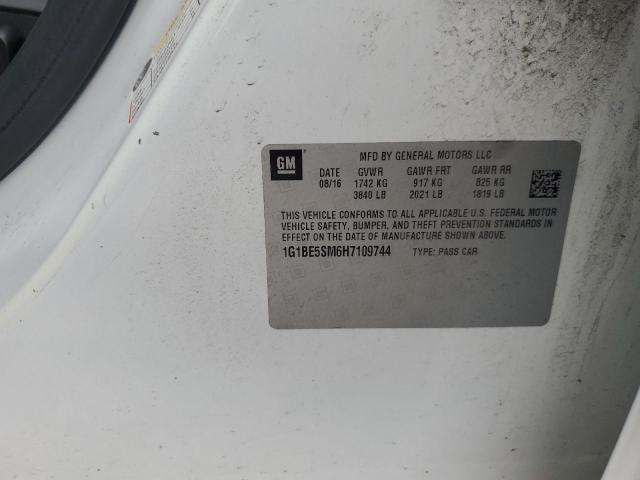 GM
MFD BY GENERAL MOTORS LLC
DATE GVWR GAWR FRT GAWR RR
08/16 1742 KG 917 KG 825 KG
3840 LB 2021 LB 1819 LB
THIS VEHICLE CONFORMS TO ALL APPLICABLE U.S. FEDERAL MOTOR
VEHICLE SAFETY, BUMPER, AND THEFT PREVENTION STANDARDS IN
EFFECT ON THE DATE OF MANUFACTURE SHOWN ABOVE.
1G1BE5SM6H7109744 TYPE: PASS CAR